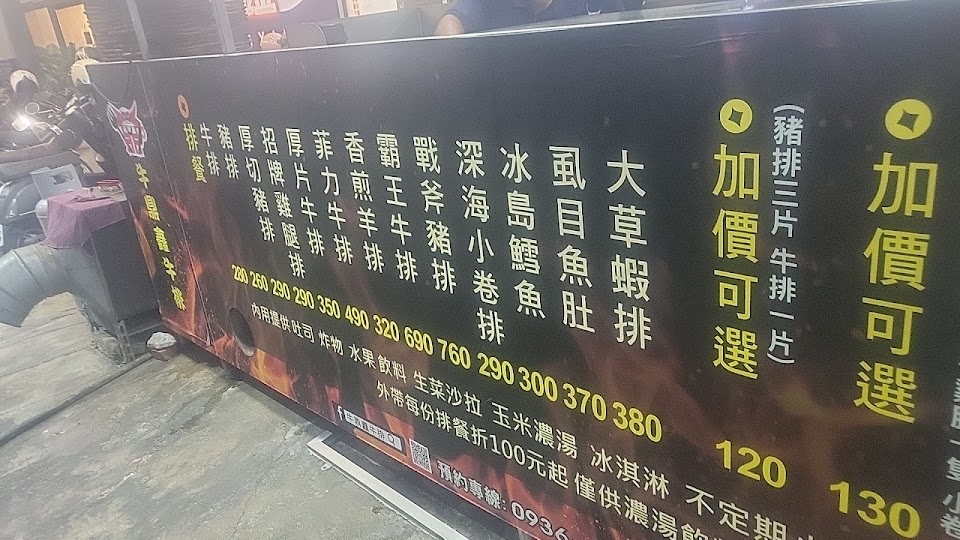 牛鼎鑫牛排
排餐
牛排
豬排
厚切豬排
招牌雞腿排
厚片牛排
菲力牛排
香煎羊排
霸王牛排
戰斧豬排
深海小卷排
冰島鱈魚
虱目魚肚
大草蝦排
280 260 290 290 350 490 320 690 760 290 300 370 380
加價可選
(豬排三片 牛排一片)
120
加價可選
130
內用提供吐司 炸物 水果飲料 生菜沙拉 玉米濃湯 冰淇淋 不定期
外帶每份排餐折100元起 僅供濃湯飲
預約專線:0936